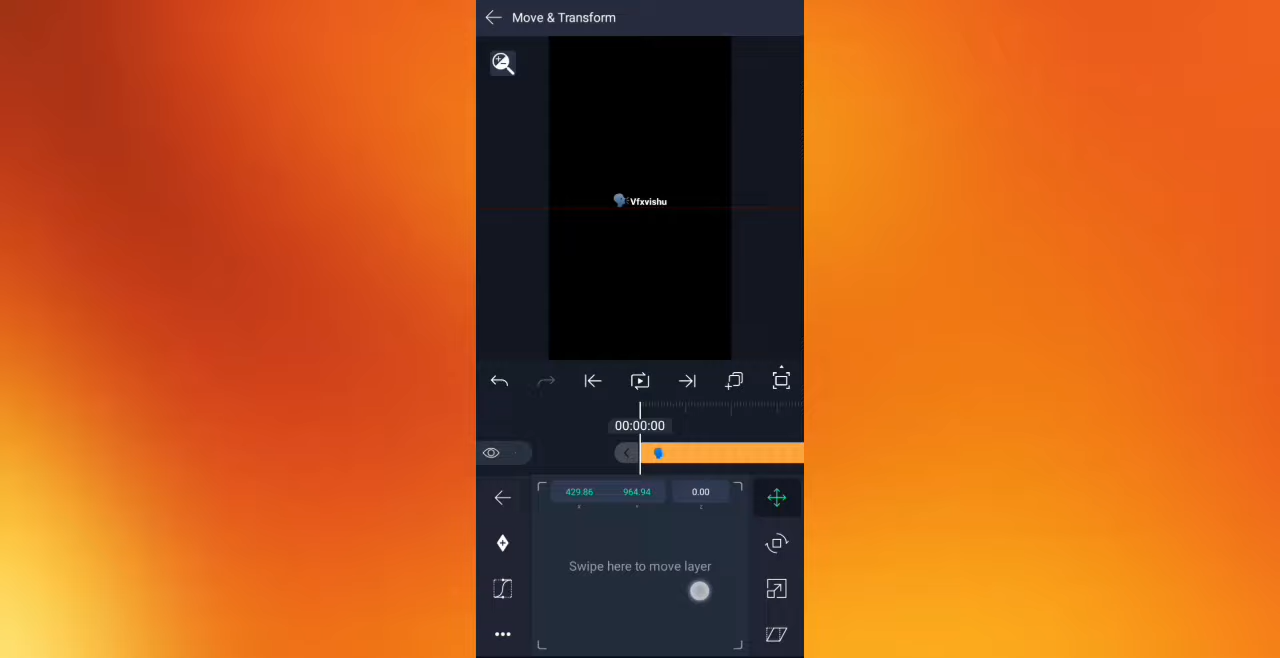 Move & Transform
Vfxvishu
00:00:00
429.86 964.94 0.00
Swipe here to move layer